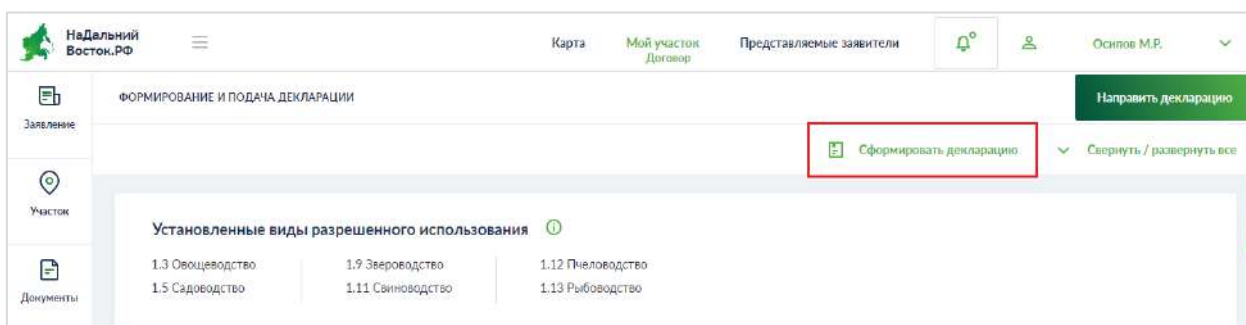 НаДальний
Восток.РФ
Карта
Мой участок
Договор
Представляемые заявители
Осипов М.Р.
Заявление
ФОРМИРОВАНИЕ И ПОДАЧА ДЕКЛАРАЦИИ
Направить декларацию
Сформировать декларацию
Свернуть / развернуть все
Участок
Установленные виды разрешенного использования
1.3 Овощеводство
1.9 Звероводство
1.12 Пчеловодство
1.5 Садоводство
1.11 Свиноводство
1.13 Рыбоводство
Документы